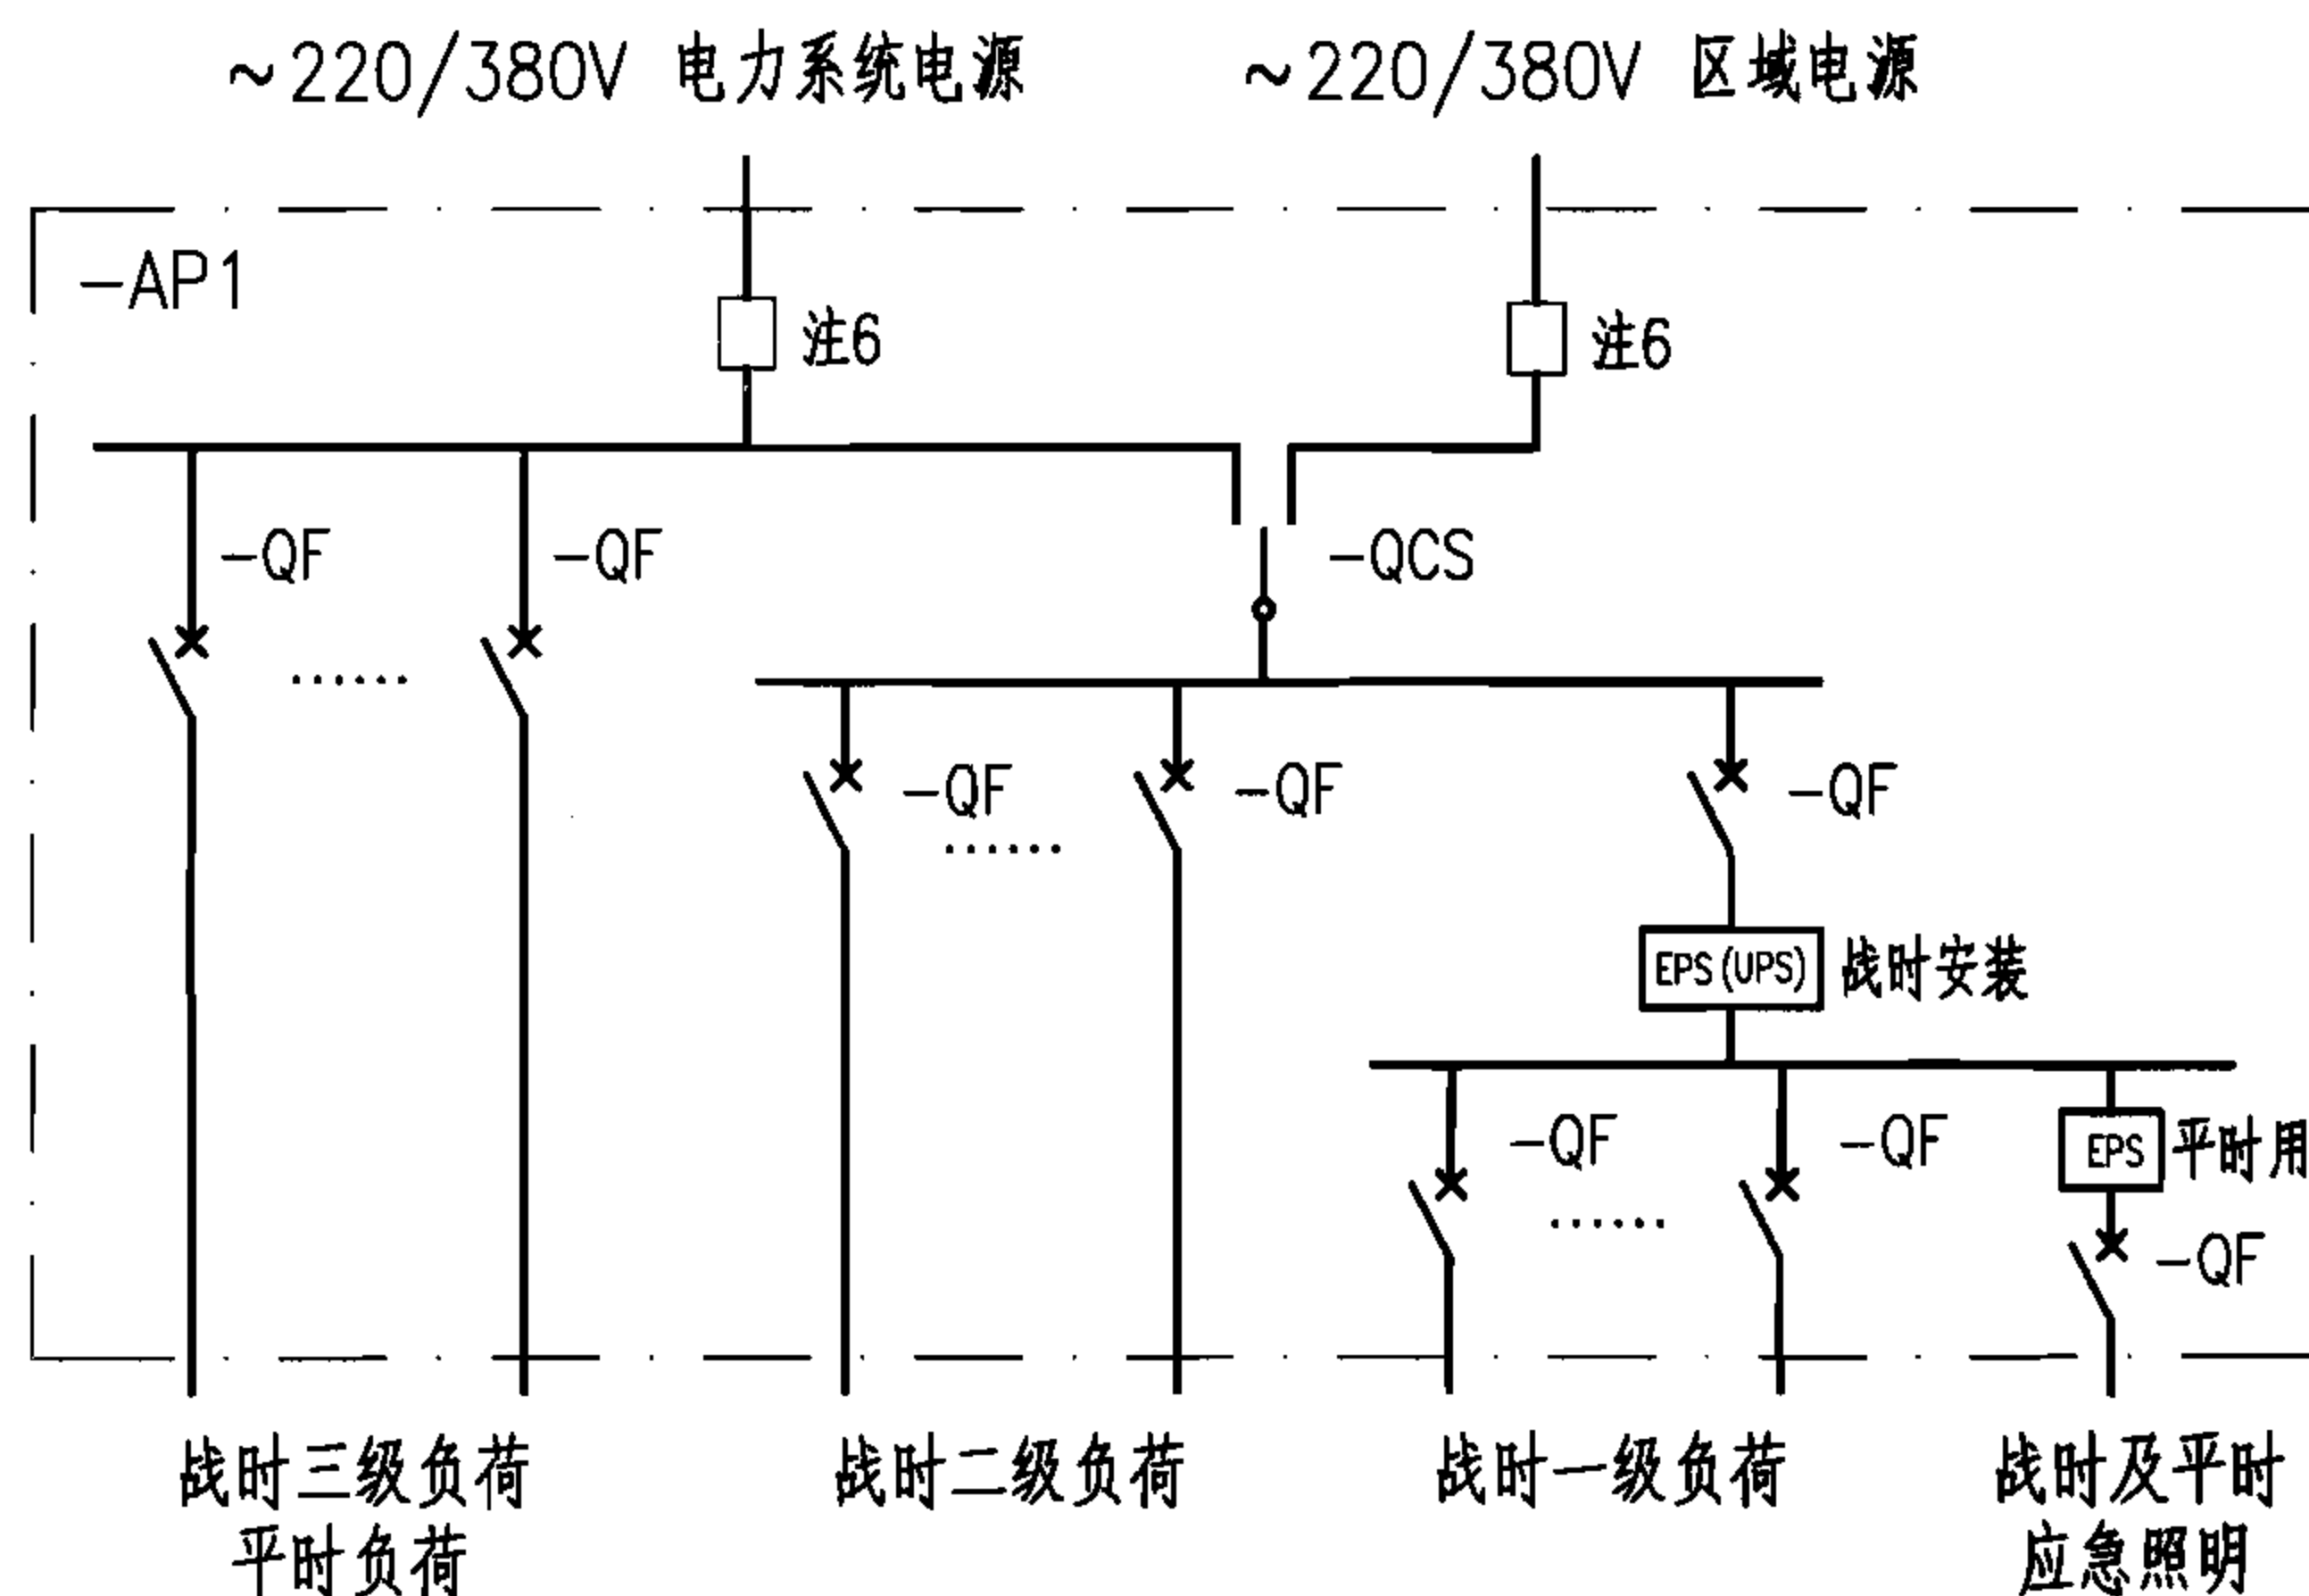 ~220/380V 电力系统电源
~220/380V 区域电源
-AP1
注6
注6
-QF
-QF
-QCS
-QF
-QF
-QF
EPS(UPS)
战时安装
-QF
-QF
EPS
平时用
-QF
战时三级负荷
平时负荷
战时二级负荷
战时一级负荷
战时及平时
应急照明